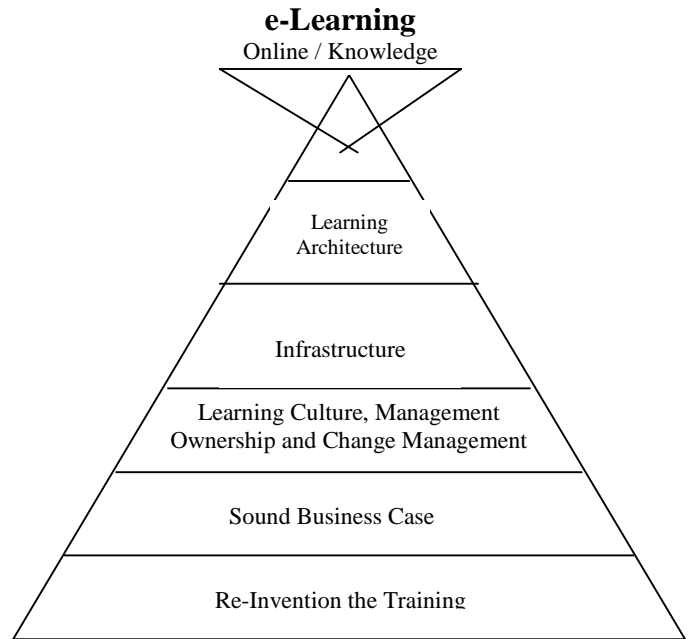 e-Learning
Online / Knowledge
Learning
Architecture
Infrastructure
Learning Culture, Management
Ownership and Change Management
Sound Business Case
Re-Invention the Training